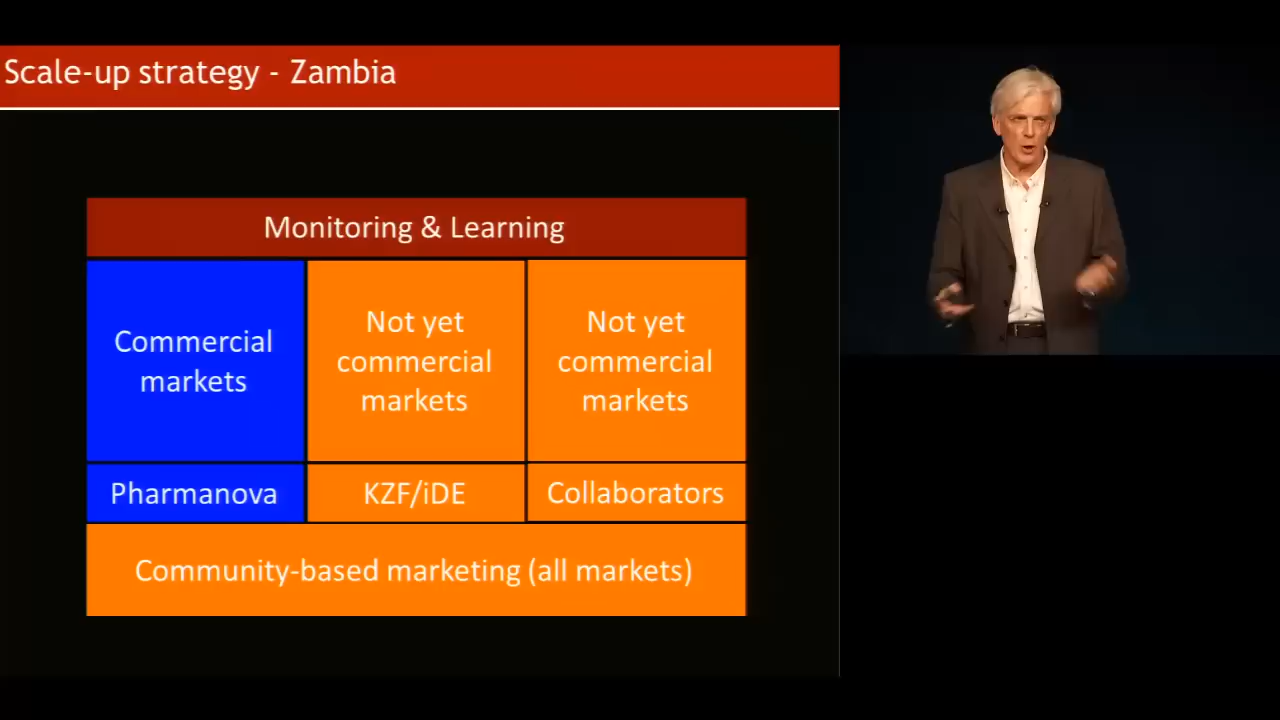 Scale-up strategy - Zambia
Monitoring & Learning
Commercial
markets
Not yet
commercial
markets
Not yet
commercial
markets
Pharmanova
KZF/iDE
Collaborators
Community-based marketing (all markets)